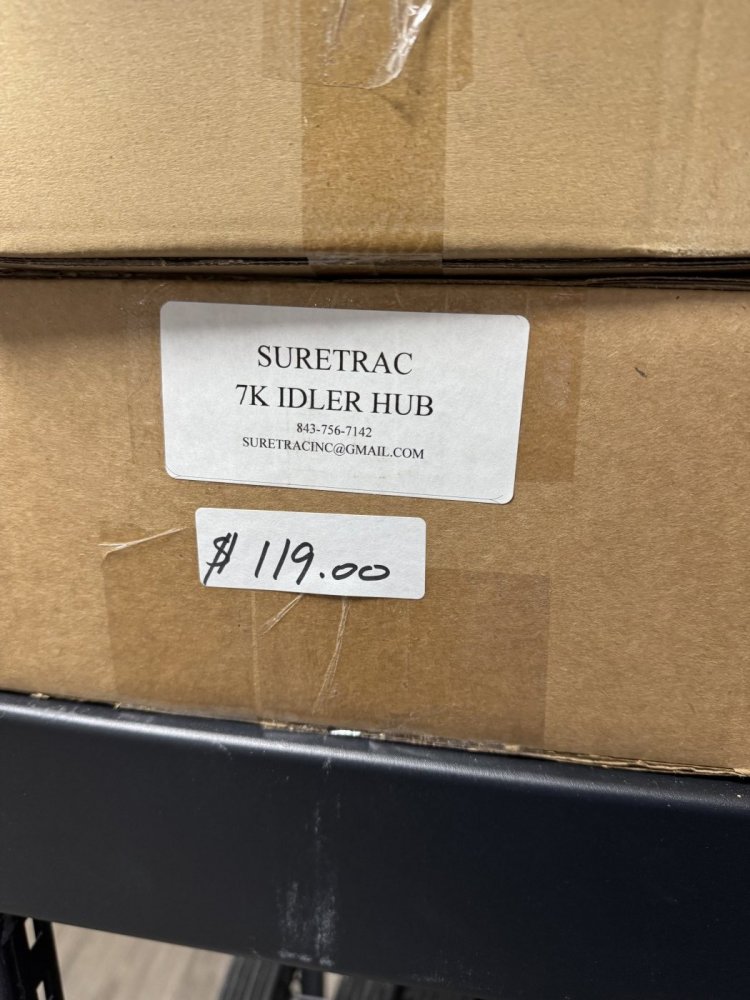 SURETRAC
7K IDLER HUB
843-756-7142
SURETRACINC@GMAIL.COM
$119.00